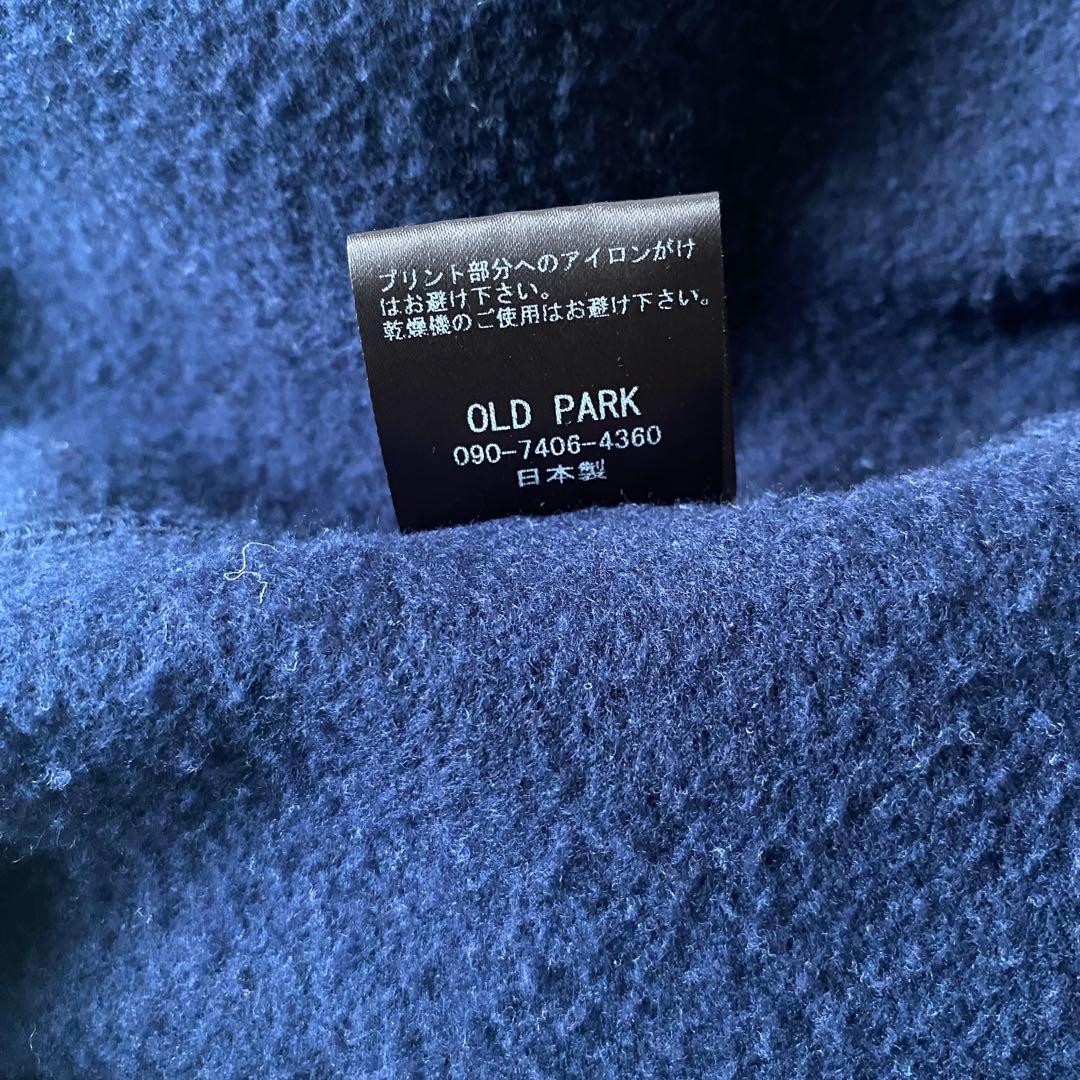 プリント部分へのアイロンがけ
はお避け下さい。
乾燥機のご使用はお避け下さい。
OLD PARK
090-7406-4360
日本製